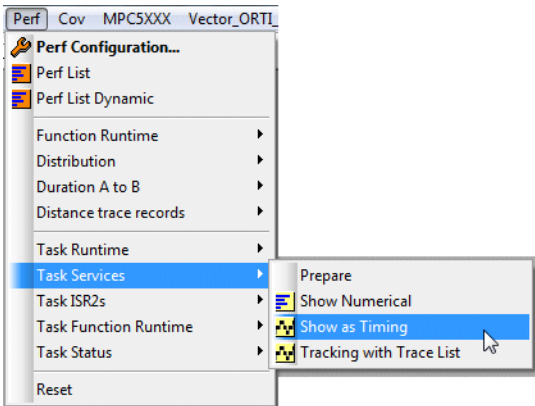 Perf Cov MPC5XXX Vector_ORTI_
Perf Configuration...
Perf List
Perf List Dynamic
Function Runtime
Distribution
Duration A to B
Distance trace records
Task Runtime
Task Services
Prepare
Task ISR2s
Show Numerical
Task Function Runtime
Show as Timing
Task Status
Tracking with Trace List
Reset